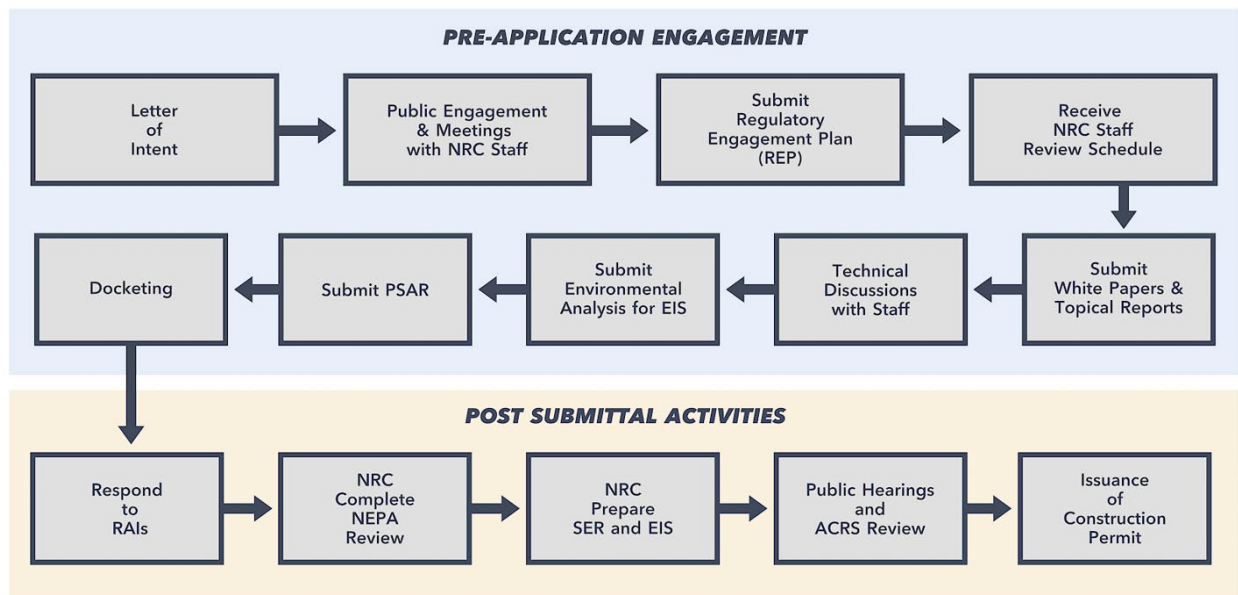 PRE-APPLICATION ENGAGEMENT
Letter
of
Intent
Public Engagement
& Meetings
with NRC Staff
Submit
Regulatory
Engagement Plan
(REP)
Receive
NRC Staff
Review Schedule
Submit
White Papers &
Topical Reports
Technical
Discussions
with Staff
Submit
Environmental
Analysis for EIS
Submit PSAR
Docketing
POST SUBMITTAL ACTIVITIES
Respond
to
RAIs
NRC
Complete
NEPA
Review
NRC
Prepare
SER and EIS
Public Hearings
and
ACRS Review
Issuance
of
Construction
Permit